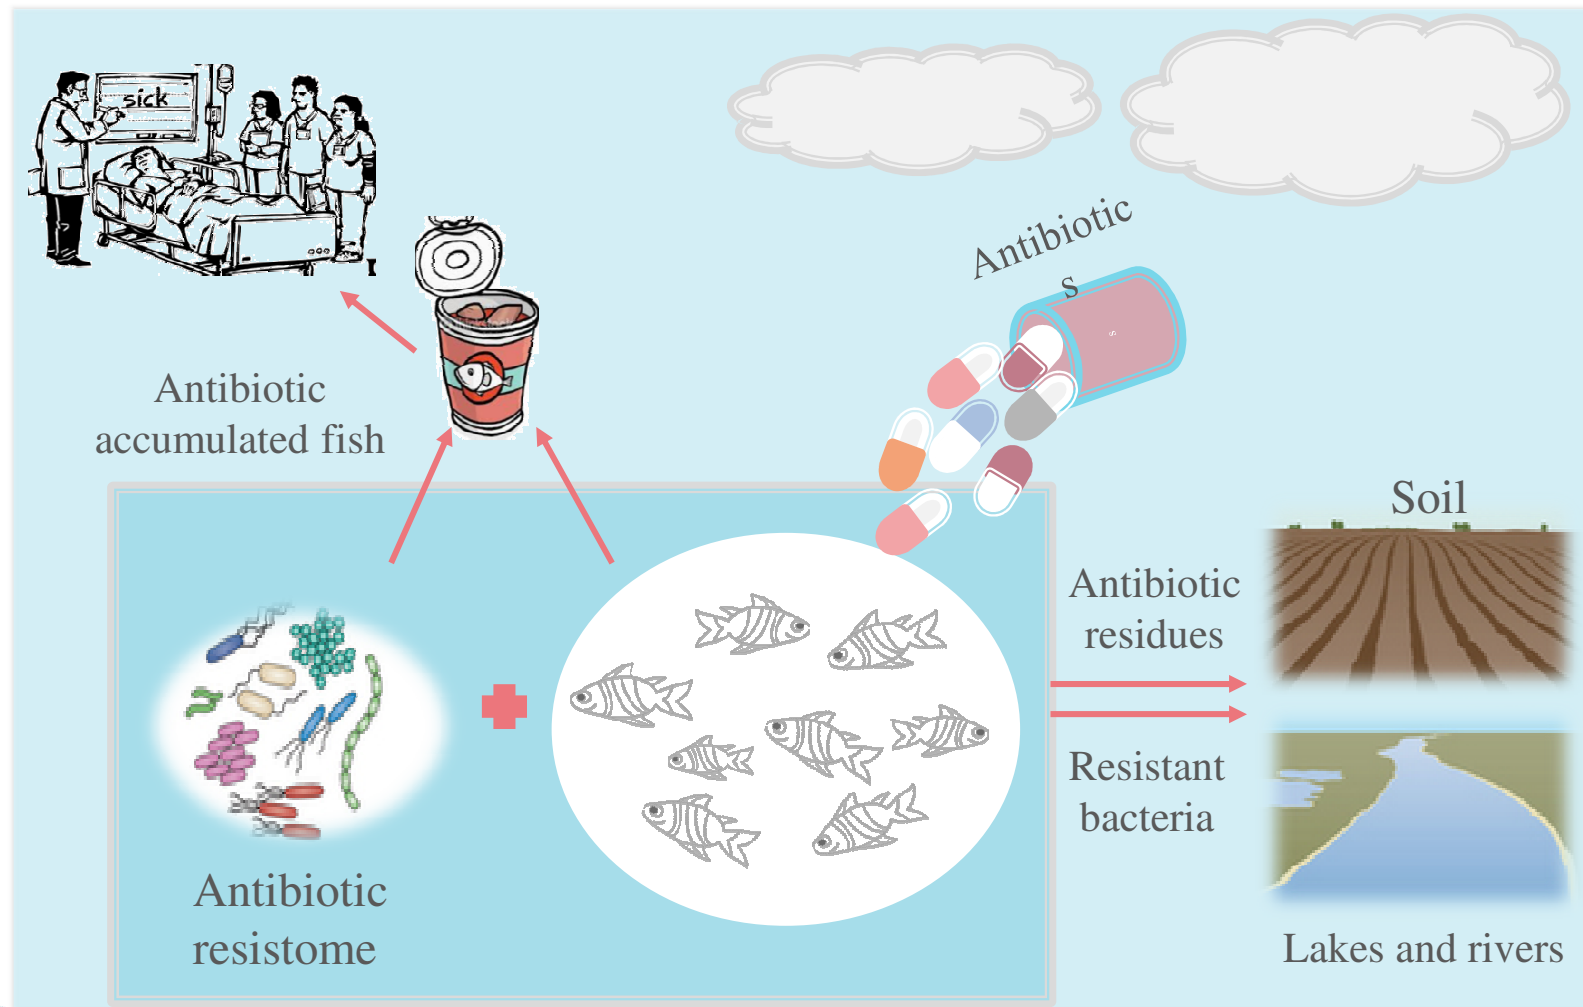 sick
Antibiotic
s
s
Antibiotic
accumulated fish
Soil
Antibiotic
residues
Resistant
bacteria
Antibiotic
resistome
Lakes and rivers